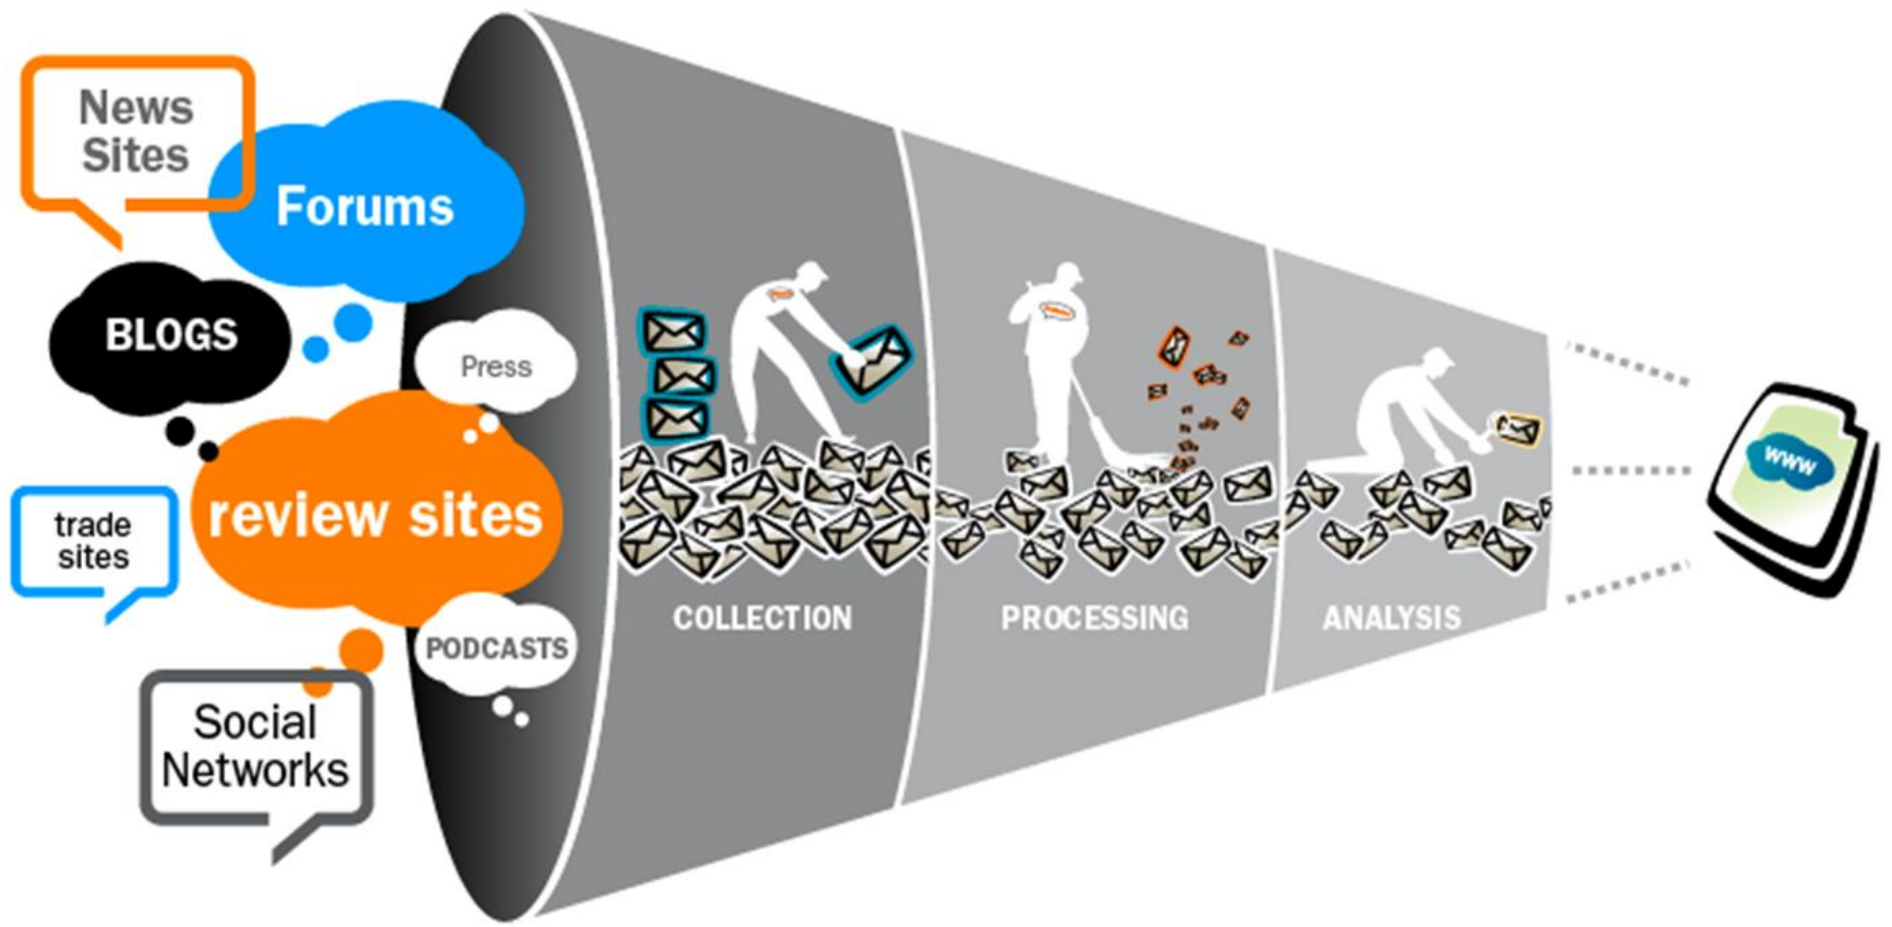 News
Sites
Forums
BLOGS
Press
review sites
trade
sites
PODCASTS
Social
Networks
COLLECTION
PROCESSING
ANALYSIS
www